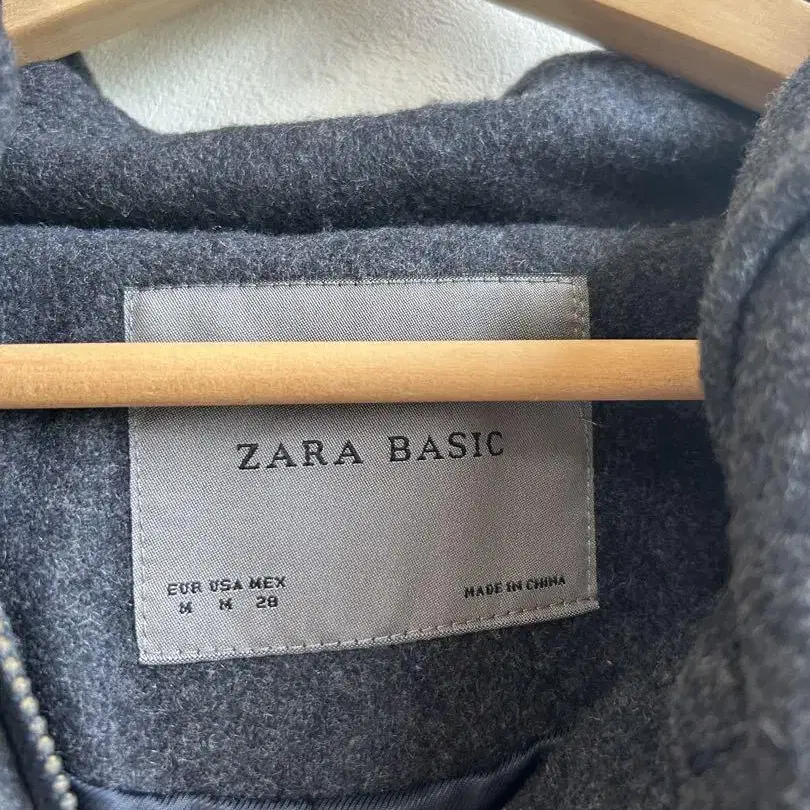 ZARA BASIC
EUR USA MEX
M M 28
MADE IN CHINA